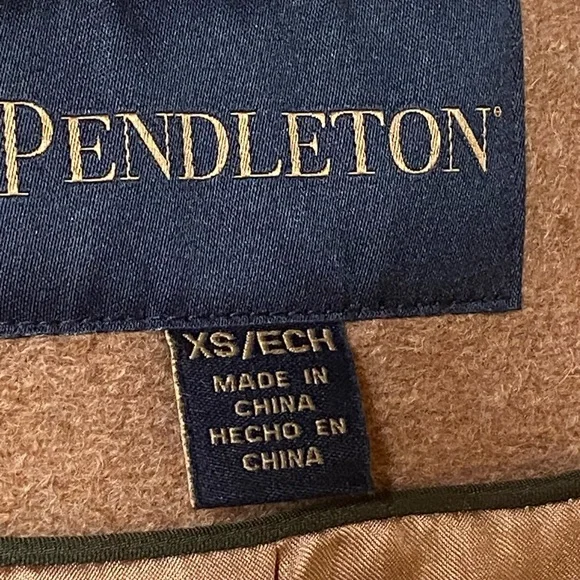 PENDLETON®
XS/ECH
MADE IN
CHINA
HECHO EN
CHINA